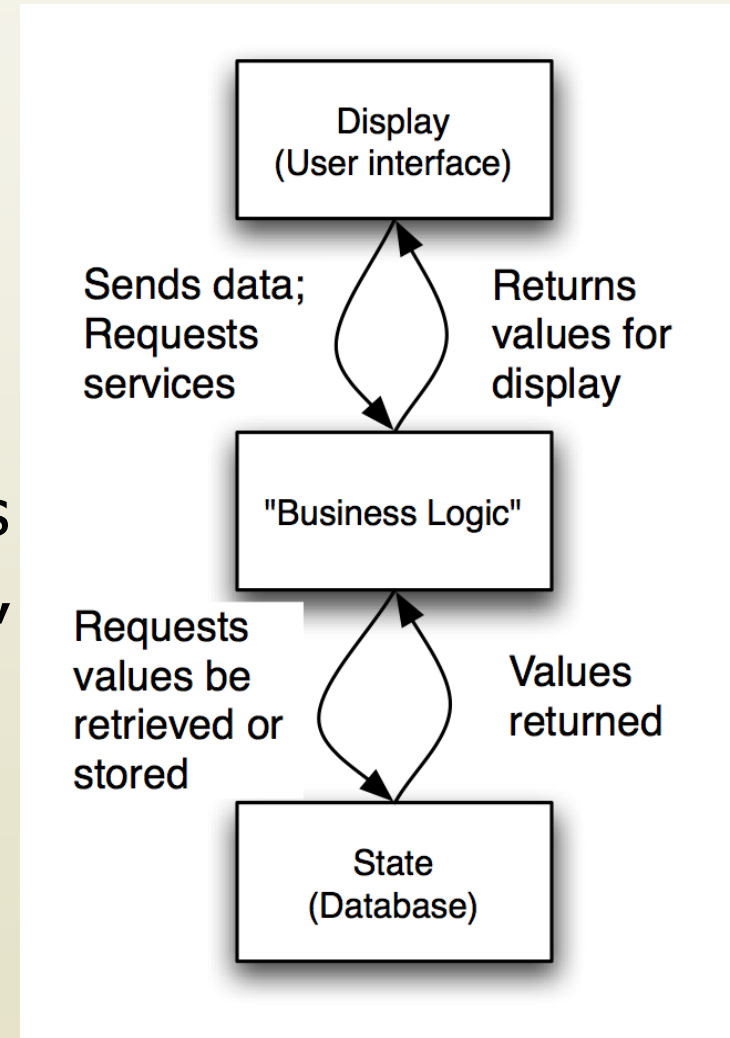 Display
(User interface)
Sends data;
Requests
services
Returns
values for
display
"Business Logic"
Requests
values be
retrieved or
stored
Values
returned
State
(Database)